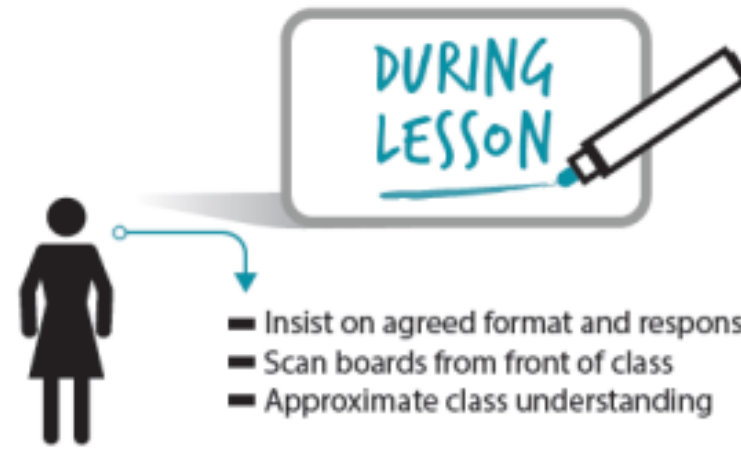 DURING
LESSON
Insist on agreed format and respons
Scan boards from front of class
Approximate class understanding